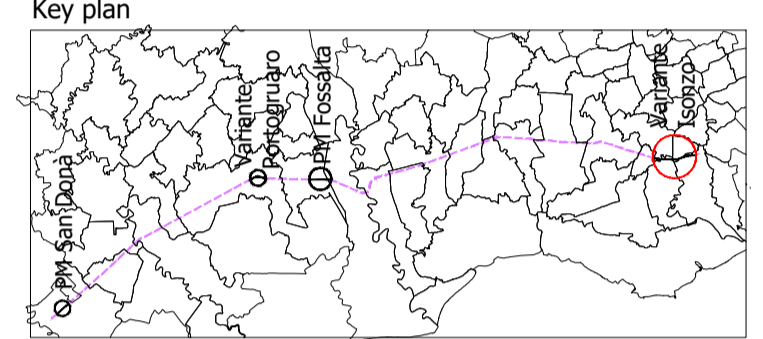 Key plan
PM San Donà
Variante
Portogruaro
PM Fossalta
Variante
Isonzo